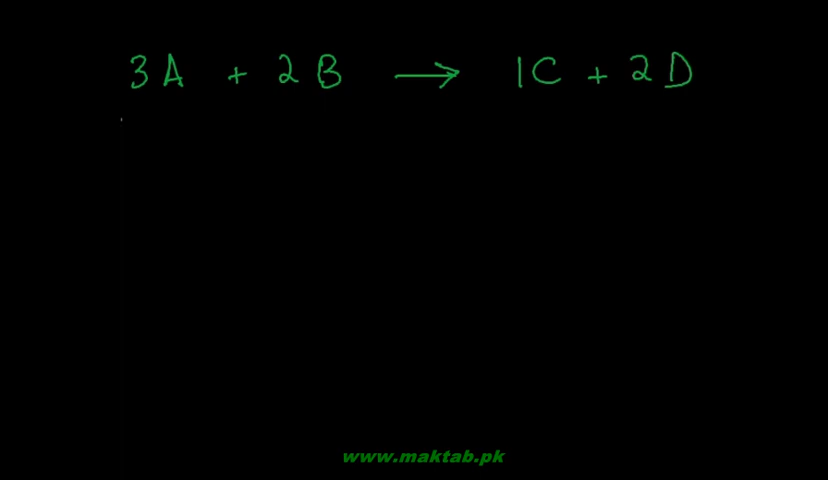 3A + 2B → 1C + 2D
www.maktab.pk